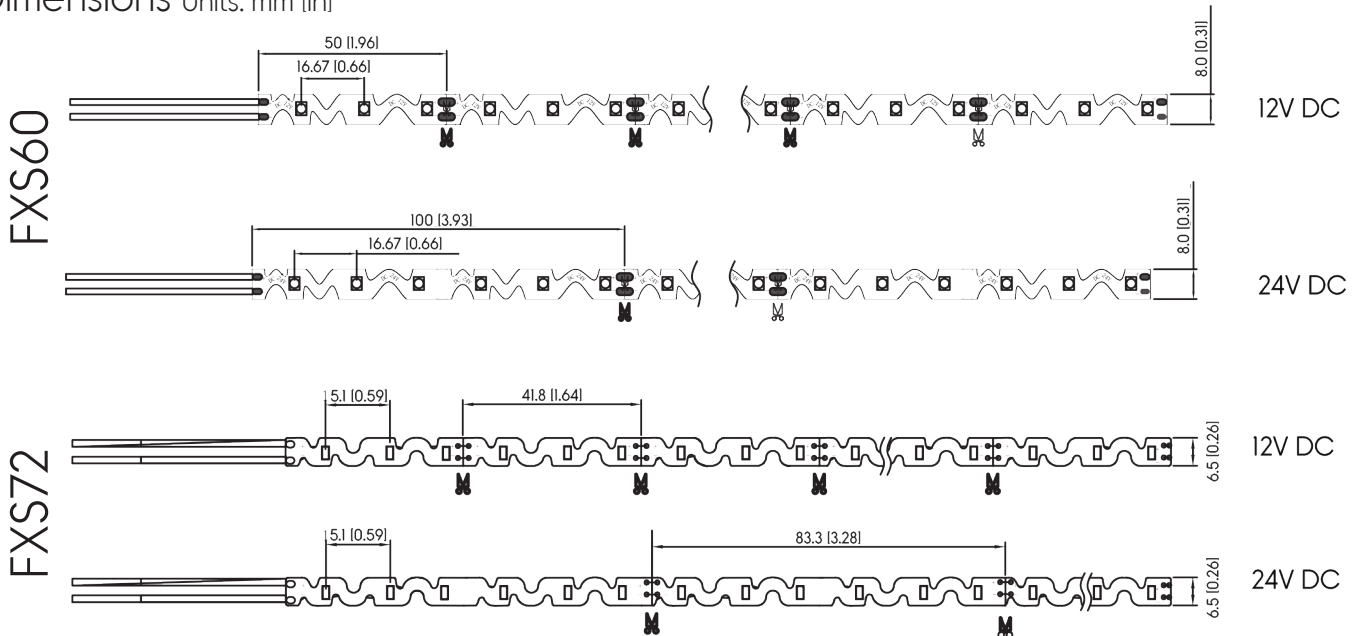 Dimensions Units: mm [in]
FXS60
50 [1.96]
16.67 [0.66]
8.0 [0.31]
12V DC
100 [3.93]
16.67 [0.66]
8.0 [0.31]
24V DC
FXS72
5.1 [0.59]
41.8 [1.64]
6.5 [0.26]
12V DC
5.1 [0.59]
83.3 [3.28]
6.5 [0.26]
24V DC